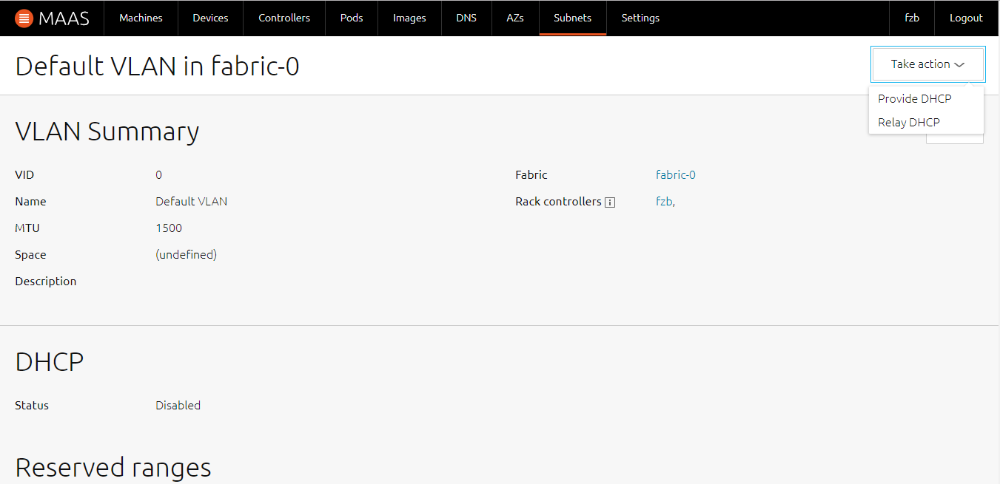 MAAS Machines Devices Controllers Pods Images DNS AZs Subnets Settings fzb Logout
Default VLAN in fabric-0 Take action
Provide DHCP
Relay DHCP
VLAN Summary
VID 0 Fabric fabric-0
Name Default VLAN Rack controllers i fzb,
MTU 1500
Space (undefined)
Description
DHCP
Status Disabled
Reserved ranges